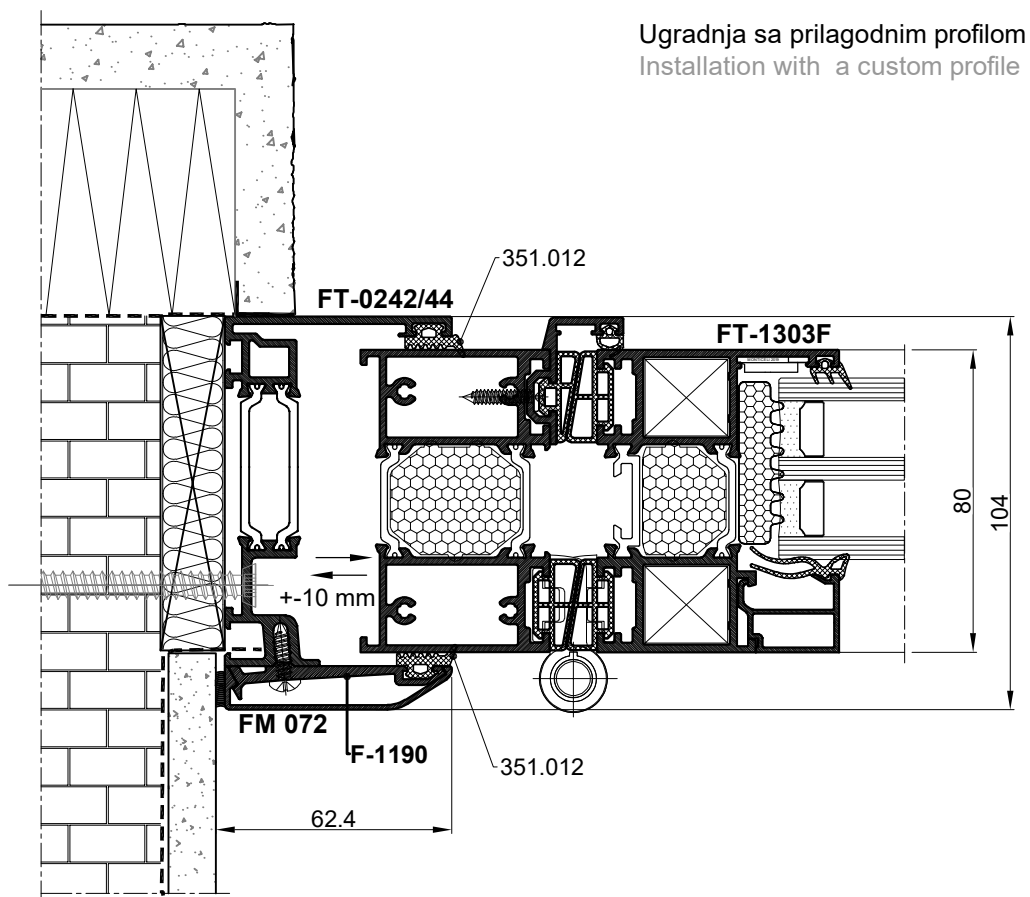 Ugradnja sa prilagodnim profilom
Installation with a custom profile
351.012
FT-0242/44
FT-1303F
80
104
+-10 mm
FM 072
F-1190
351.012
62.4